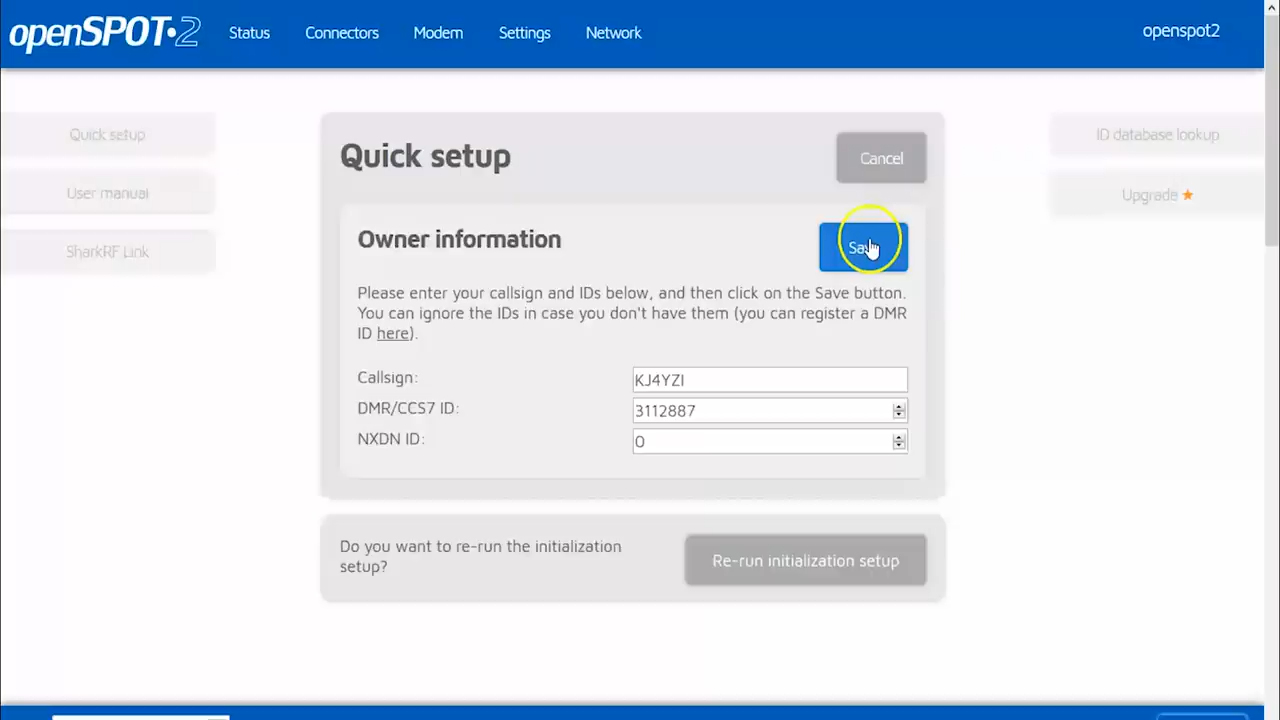 openSPOT•2 Status Connectors Modem Settings Network openspot2
Quick setup
User manual
SharkRF Link
Quick setup
Cancel
ID database lookup
Upgrade
Owner information
Please enter your callsign and IDs below, and then click on the Save button.
You can ignore the IDs in case you don't have them (you can register a DMR
ID here).
Callsign: KJ4YZI
DMR/CCS7 ID: 3112887
NXDN ID: 0
Do you want to re-run the initialization
setup?
Re-run initialization setup